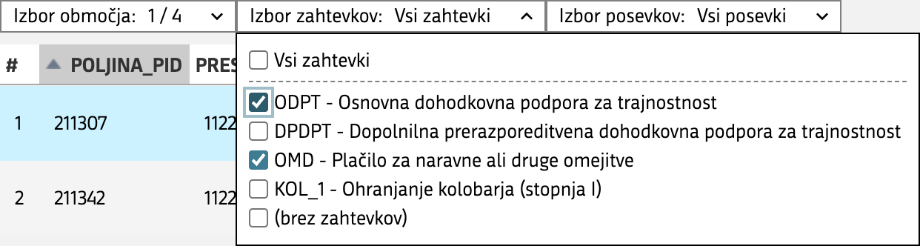 Izbor območja: 1 / 4 Izbor zahtevkov: Vsi zahtevki Izbor posevkov: Vsi posevki
Vsi zahtevki
# POLJINA_PID PRES
ODPT - Osnovna dohodkovna podpora za trajnostnost
1 211307 1122
DPDPT - Dopolnilna prerazporeditvena dohodkovna podpora za trajnostnost
OMD - Plačilo za naravne ali druge omejitve
KOL_1 - Ohranjanje kolobarja (stopnja I)
2 211342 1122
(brez zahtevkov)